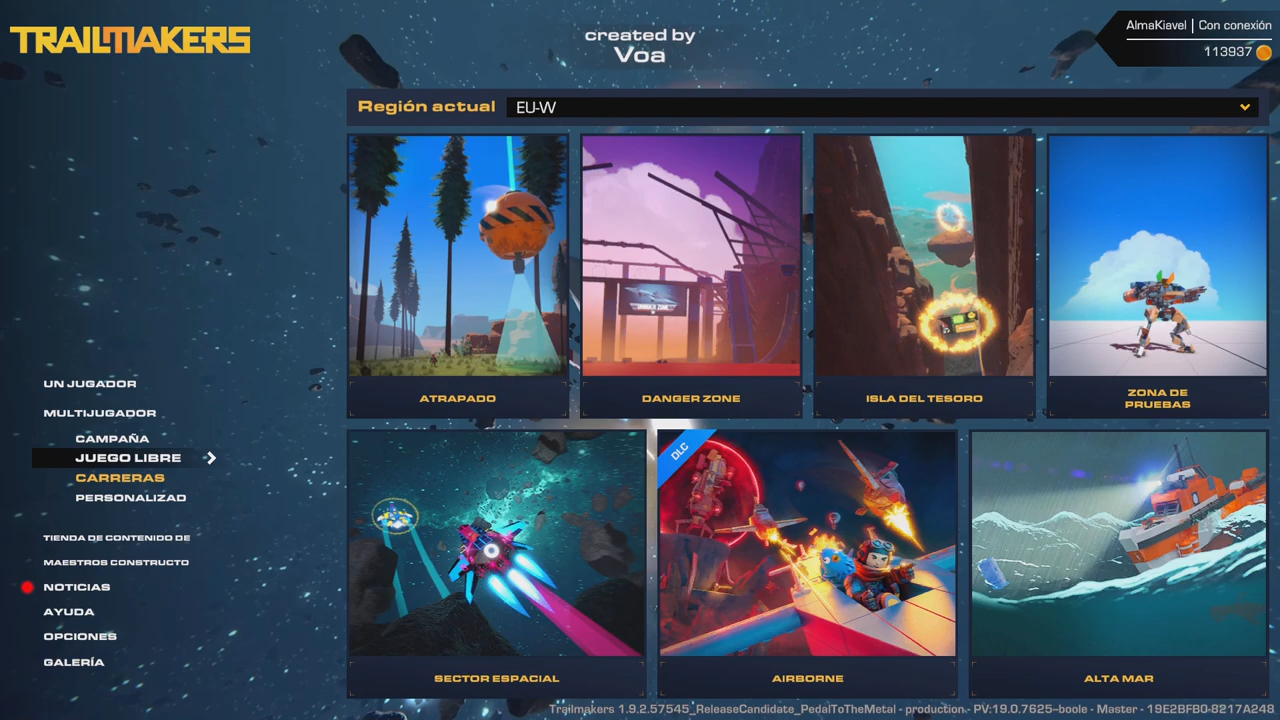 TRAILMAKERS
created by
Voa
AlmaKiavel | Con conexión
113937
Región actual
EU-W
ATRAPADO
DANGER ZONE
DANGER ZONE
ISLA DEL TESORO
ZONA DE
PRUEBAS
UN JUGADOR
MULTIJUGADOR
CAMPAÑA
JUEGO LIBRE
CARRERAS
PERSONALIZAD
TIENDA DE CONTENIDO DE
MAESTROS CONSTRUCTO
NOTICIAS
AYUDA
OPCIONES
GALERÍA
DLC
SECTOR ESPACIAL
AIRBORNE
ALTA MAR
Trailmakers 1.9.2.57545_ReleaseCandidate_PedalToTheMetal - production - PV:19.0.7625-boole - Master - 19E2BFB0-8217A248